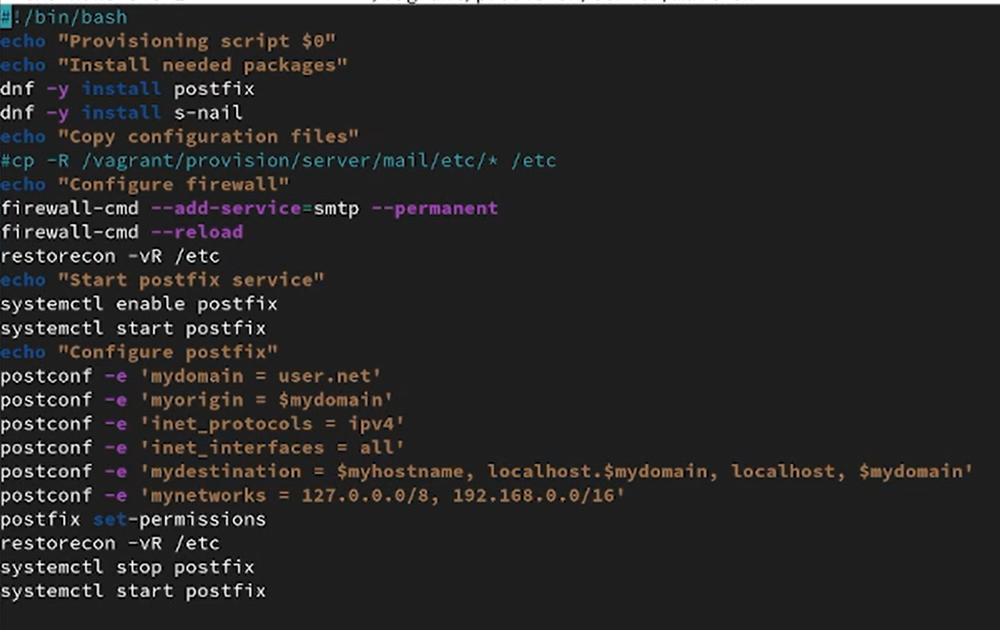 #!/bin/bash
echo "Provisioning script $0"
echo "Install needed packages"
dnf -y install postfix
dnf -y install s-nail
echo "Copy configuration files"
#cp -R /vagrant/provision/server/mail/etc/* /etc
echo "Configure firewall"
firewall-cmd --add-service=smtp --permanent
firewall-cmd --reload
restorecon -vR /etc
echo "Start postfix service"
systemctl enable postfix
systemctl start postfix
echo "Configure postfix"
postconf -e 'mydomain = user.net'
postconf -e 'myorigin = $mydomain'
postconf -e 'inet_protocols = ipv4'
postconf -e 'inet_interfaces = all'
postconf -e 'mydestination = $myhostname, localhost.$mydomain, localhost, $mydomain'
postconf -e 'mynetworks = 127.0.0.0/8, 192.168.0.0/16'
postfix set-permissions
restorecon -vR /etc
systemctl stop postfix
systemctl start postfix